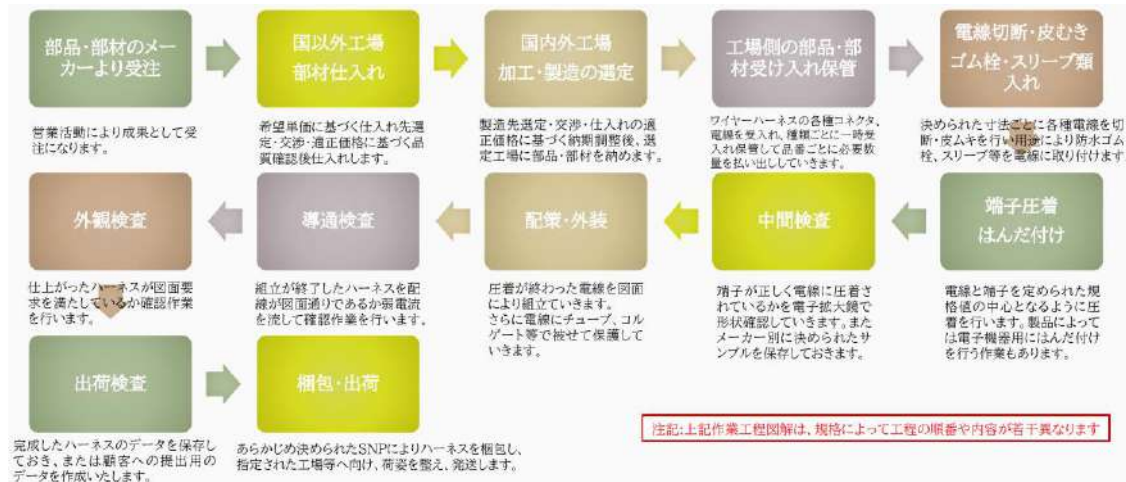 部品・部材のメー
カーより受注
営業活動により成果として受
注になります。
国以外工場
部材仕入れ
希望単価に基づく仕入れ先選
定・交渉・適正価格に基づく品
質確認後仕入れします。
国内外工場
加工・製造の選定
製造先選定・交渉・仕入れの適
正価格に基づく納期調整後、選
定工場に部品・部材を納めます。
工場側の部品・部
材受け入れ保管
ワイヤーハーネスの各種コネクタ、
電線を受入れ、種類ごとに一時受
入れ保管して品番ごとに必要数
量を払い出ししていきます。
電線切断・皮むき
ゴム栓・スリーブ類
入れ
決められた寸法ごとに各種電線を切
断・皮ムキを行い用途により防水ゴム
栓、スリーブ等を電線に取り付けます
端子圧着
はんだ付け
電線と端子を定められた規
格値の中心となるように圧
着を行います。製品によって
は電子機器用にはんだ付けを
行う作業もあります。
中間検査
端子が正しく電線に圧着さ
れているかを電子拡大鏡で
形状確認していきます。また
メーカー別に決められたサ
ンプルを保存しておきます。
配策・外装
圧着が終わった電線を図面
により組立ていきます。
さらに電線にチューブ、コル
ゲート等で被せて保護して
いきます。
導通検査
組立が終了したハーネスを配
線が図面通りであるか弱電流
を流して確認作業を行います。
外観検査
仕上がったハーネスが図面要
求を満たしているか確認作業
を行います。
出荷検査
完成したハーネスのデータを保存し
ておき、または顧客への提出用の
データを作成いたします。
梱包・出荷
あらかじめ決められたSNPによりハーネスを梱包し、
指定された工場等へ向け、荷姿を整え、発送します。
注記:上記作業工程図解は、規格によって工程の順番や内容が若干異なります